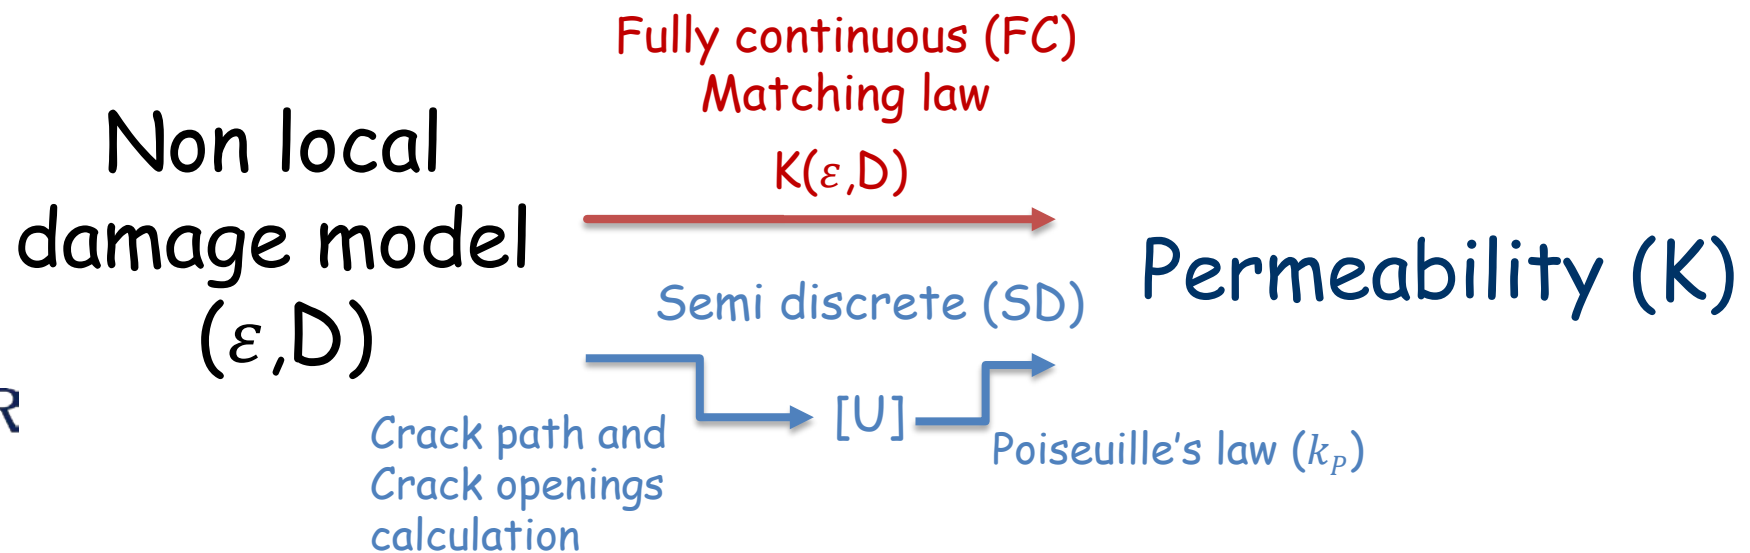 Fully continuous (FC)
Matching law
K(ε,D)
Non local
damage model
(ε,D)
Semi discrete (SD)
Permeability (K)
R
[U]
Crack path and
Crack openings
calculation
Poiseuille's law (k_P)